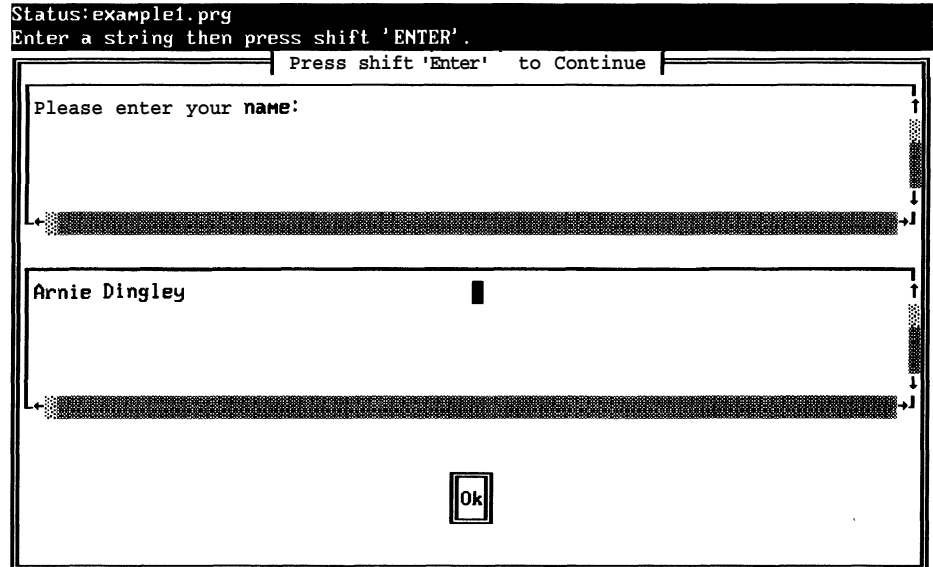 Status:example1.prg
Enter a string then press shift 'ENTER'.
Press shift 'Enter' to Continue
Please enter your name:
Arnie Dingley
Ok